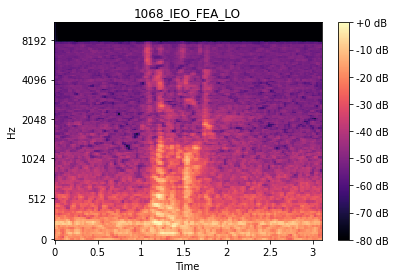 1068_IEO_FEA_LO
+0 dB
8192
-10 dB
4096
-20 dB
-30 dB
2048
Hz
-40 dB
1024
-50 dB
512
-60 dB
-70 dB
0
-80 dB
0 0.5 1 1.5 2 2.5 3
Time